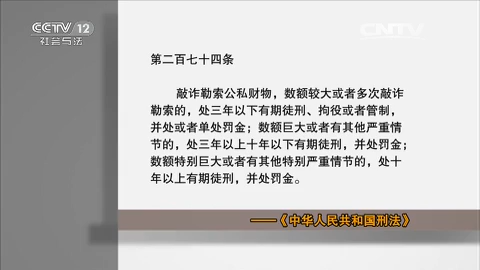 CCTV 12
社会与法
CNTV
第二百七十四条
敲诈勒索公私财物，数额较大或者多次敲诈
勒索的，处三年以下有期徒刑、拘役或者管制，
并处或者单处罚金；数额巨大或者有其他严重情
节的，处三年以上十年以下有期徒刑，并处罚金；
数额特别巨大或者有其他特别严重情节的，处十
年以上有期徒刑，并处罚金。
——《中华人民共和国刑法》